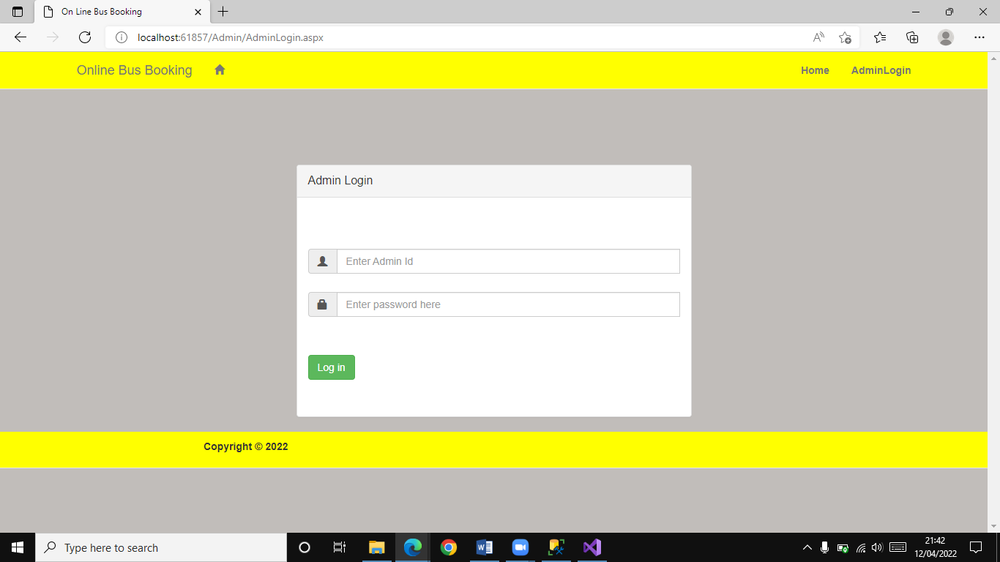 On Line Bus Booking
localhost:61857/Admin/AdminLogin.aspx
Online Bus Booking
Home AdminLogin
Admin Login
Enter Admin Id
Enter password here
Log in
Copyright © 2022
Type here to search
21:42
12/04/2022